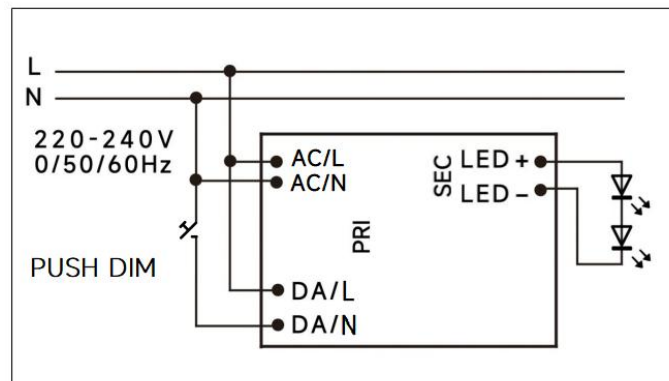 L
N
220-240V
0/50/60Hz
PUSH DIM
AC/L
AC/N
PRI
DA/L
DA/N
SEC
LED +
LED -